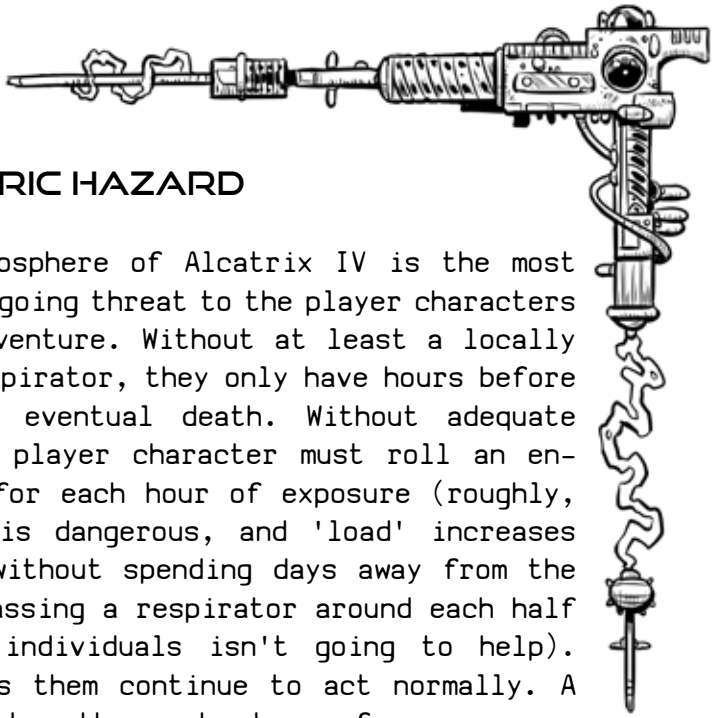 RIC HAZARD
osphere of Alcatrix IV is the most
going threat to the player characters
venture. Without at least a locally
spirator, they only have hours before
eventual death. Without adequate
player character must roll an en-
for each hour of exposure (roughly,
is dangerous, and 'load' increases
without spending days away from the
assing a respirator around each half
individuals isn't going to help).
s them continue to act normally. A